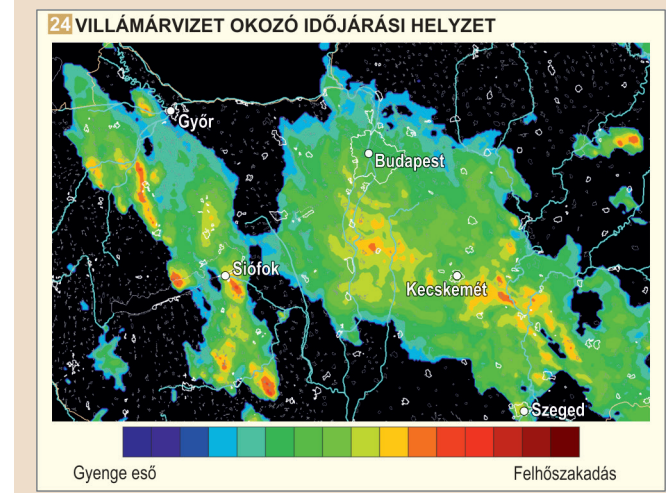 24 VILLÁMÁRVIZET OKOZÓ IDŐJÁRÁSI HELYZET
Győr
Budapest
Siófok
Kecskemét
Szeged
Gyenge eső
Felhőszakadás